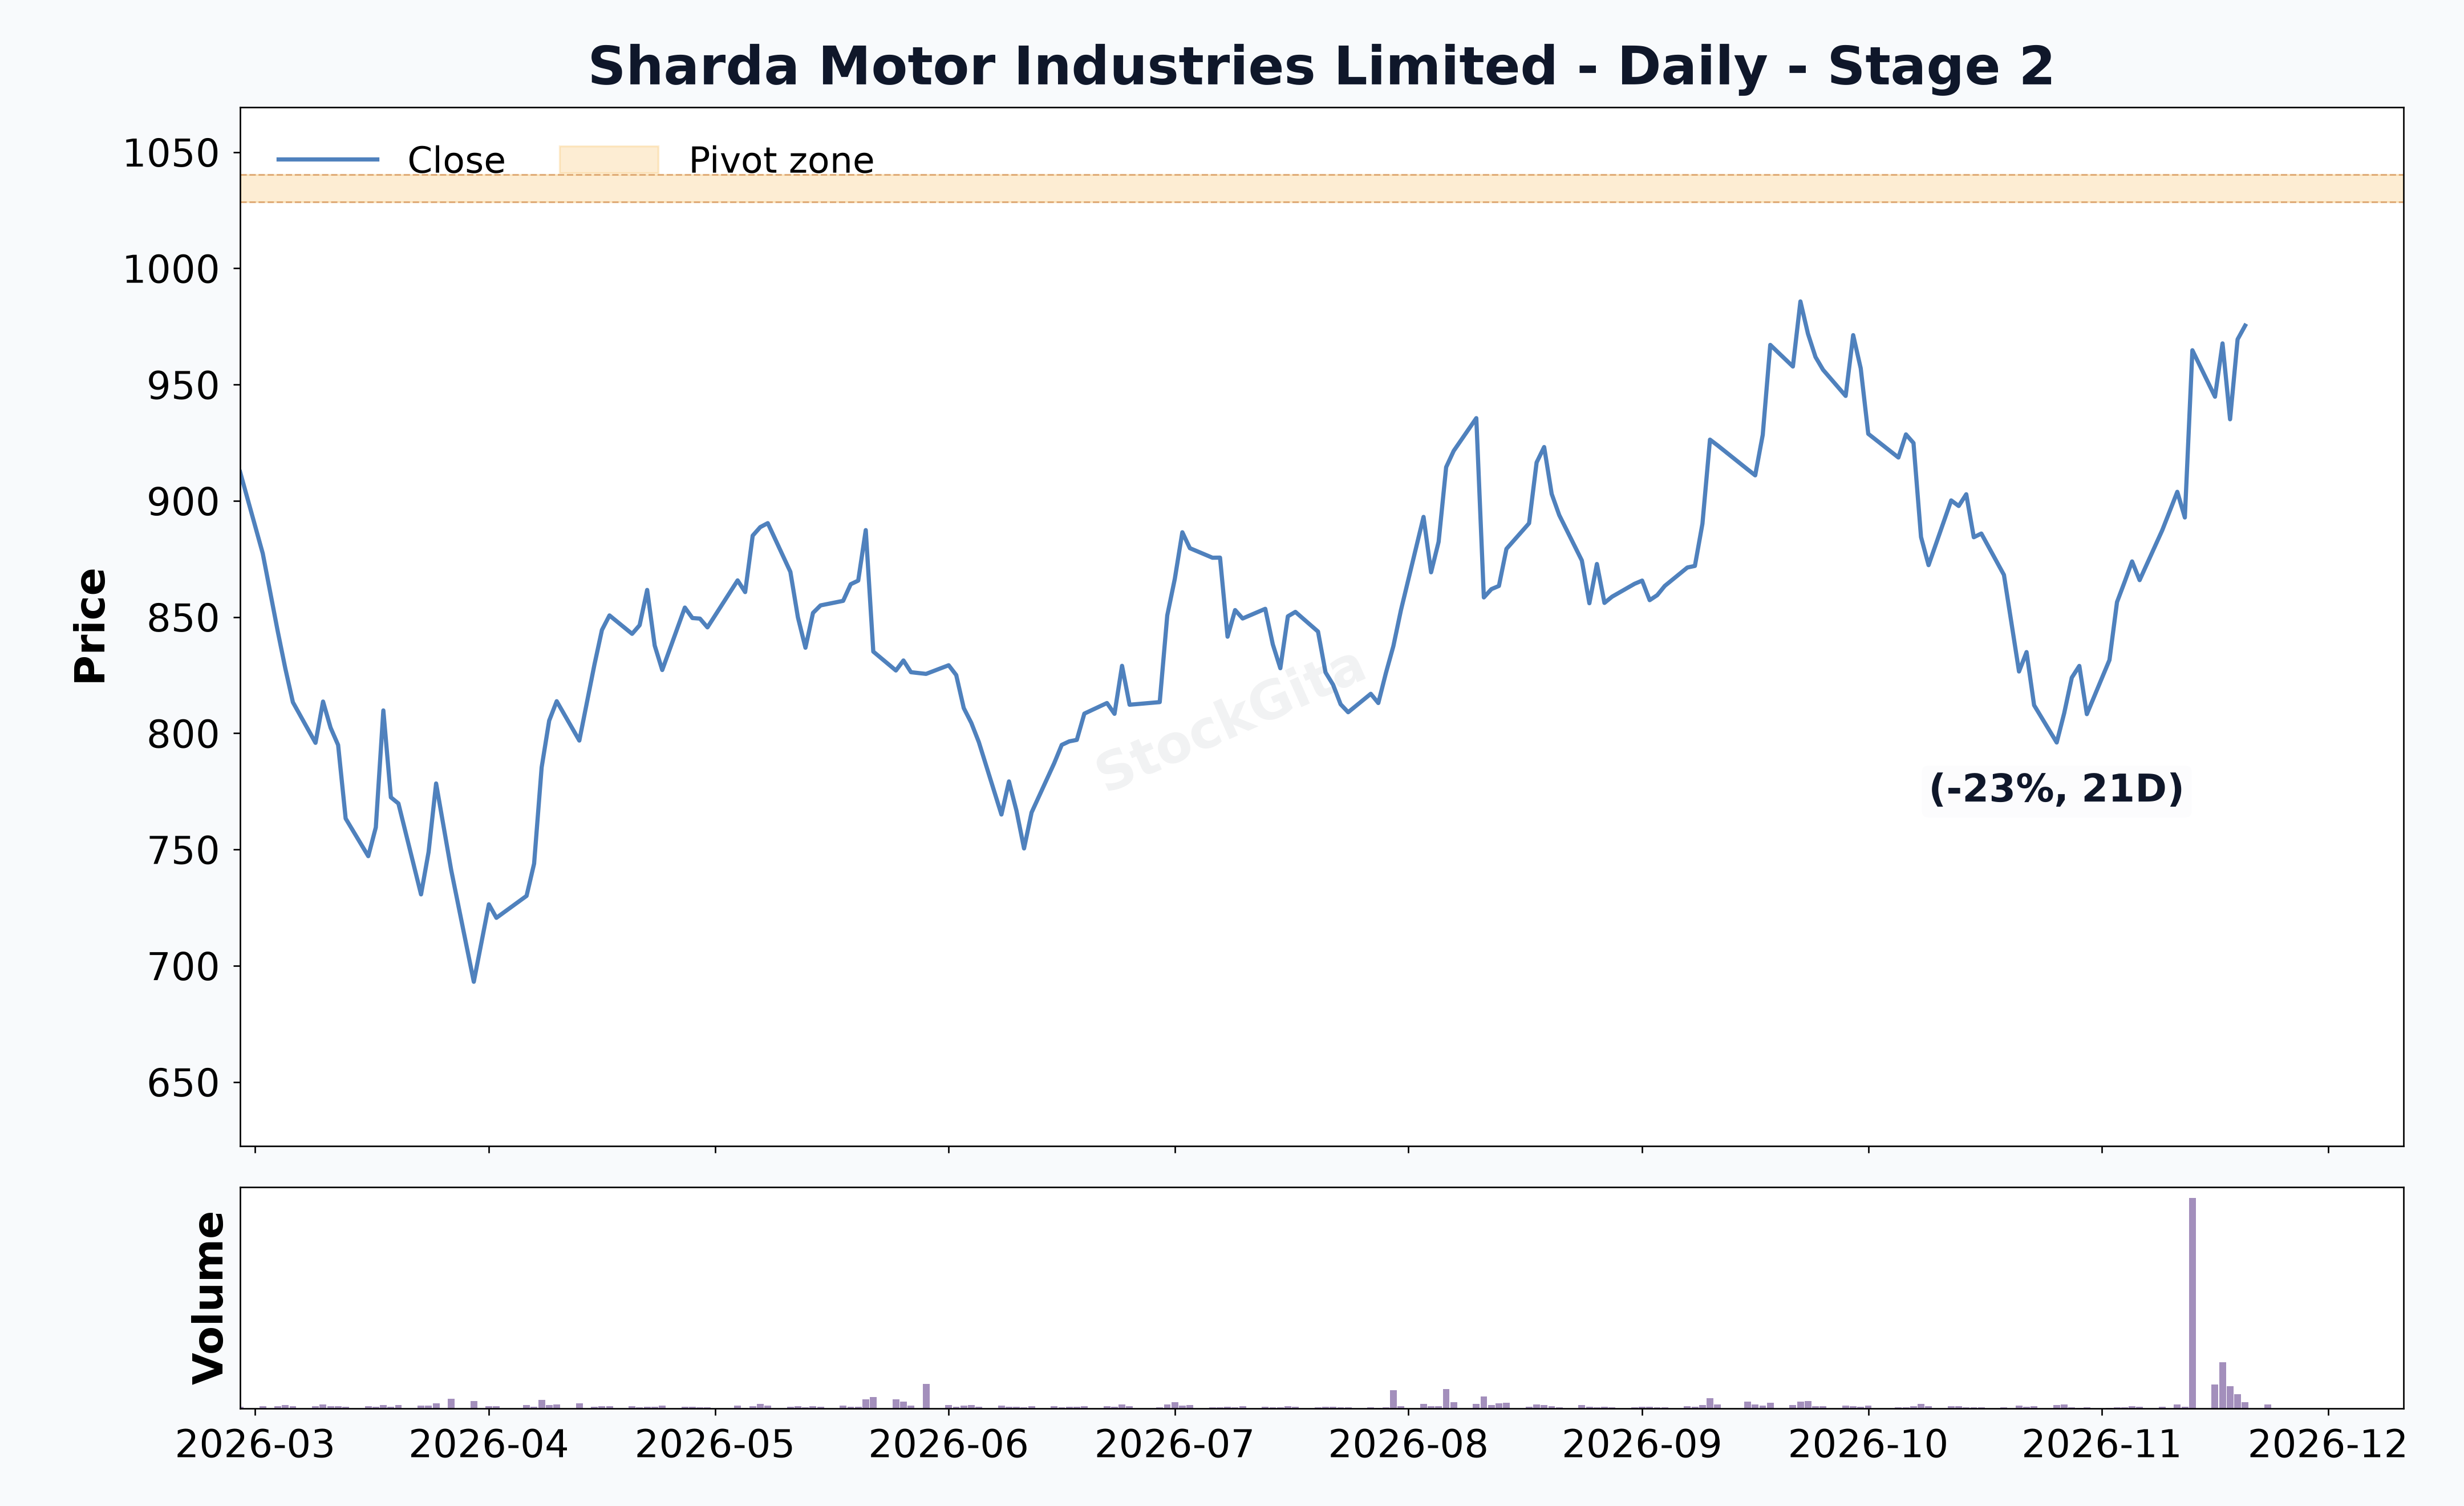 Sharda Motor Industries Limited - Daily - Stage 2
Close
Pivot zone
Price
1050
1000
950
900
850
800
750
700
650
StockGita
(-23%, 21D)
Volume
2026-03
2026-04
2026-05
2026-06
2026-07
2026-08
2026-09
2026-10
2026-11
2026-12